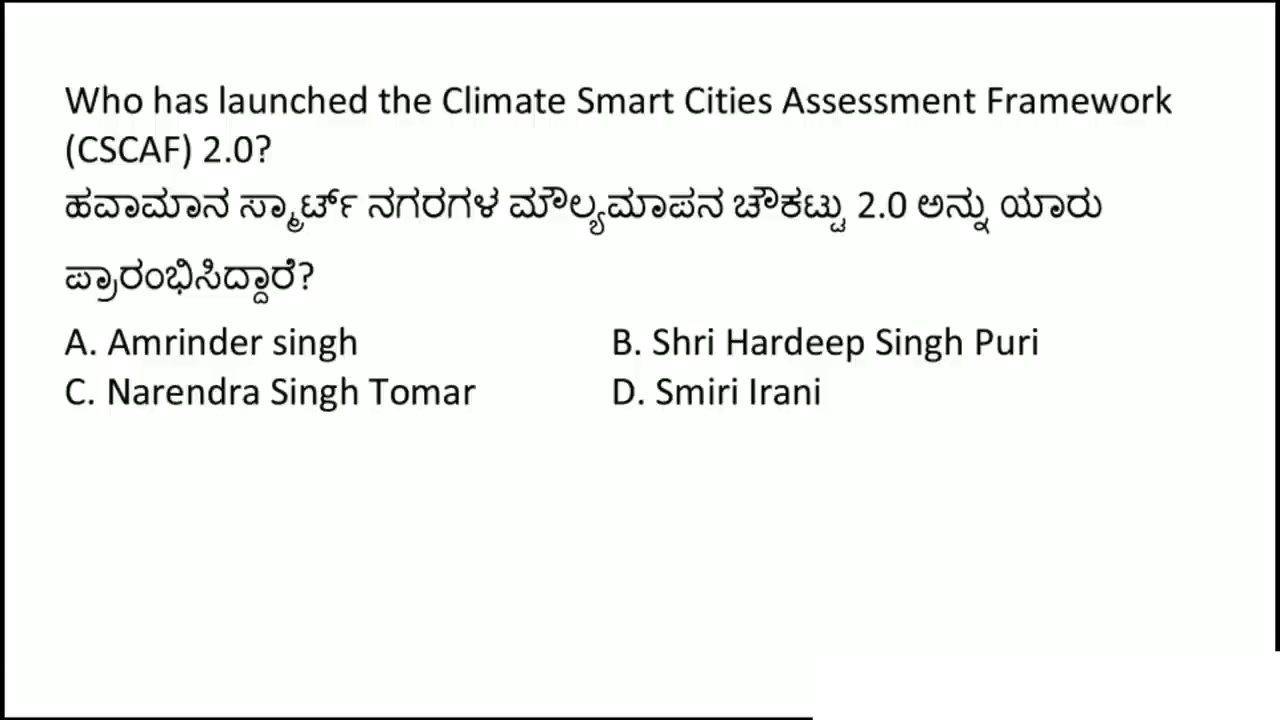 Who has launched the Climate Smart Cities Assessment Framework
(CSCAF) 2.0?
ಹವಾಮಾನ ಸ್ಮಾರ್ಟ್ ನಗರಗಳ ಮೌಲ್ಯಮಾಪನ ಚೌಕಟ್ಟು 2.0 ಅನ್ನು ಯಾರು
ಪ್ರಾರಂಭಿಸಿದ್ದಾರೆ?
A. Amrinder singh B. Shri Hardeep Singh Puri
C. Narendra Singh Tomar D. Smiri Irani